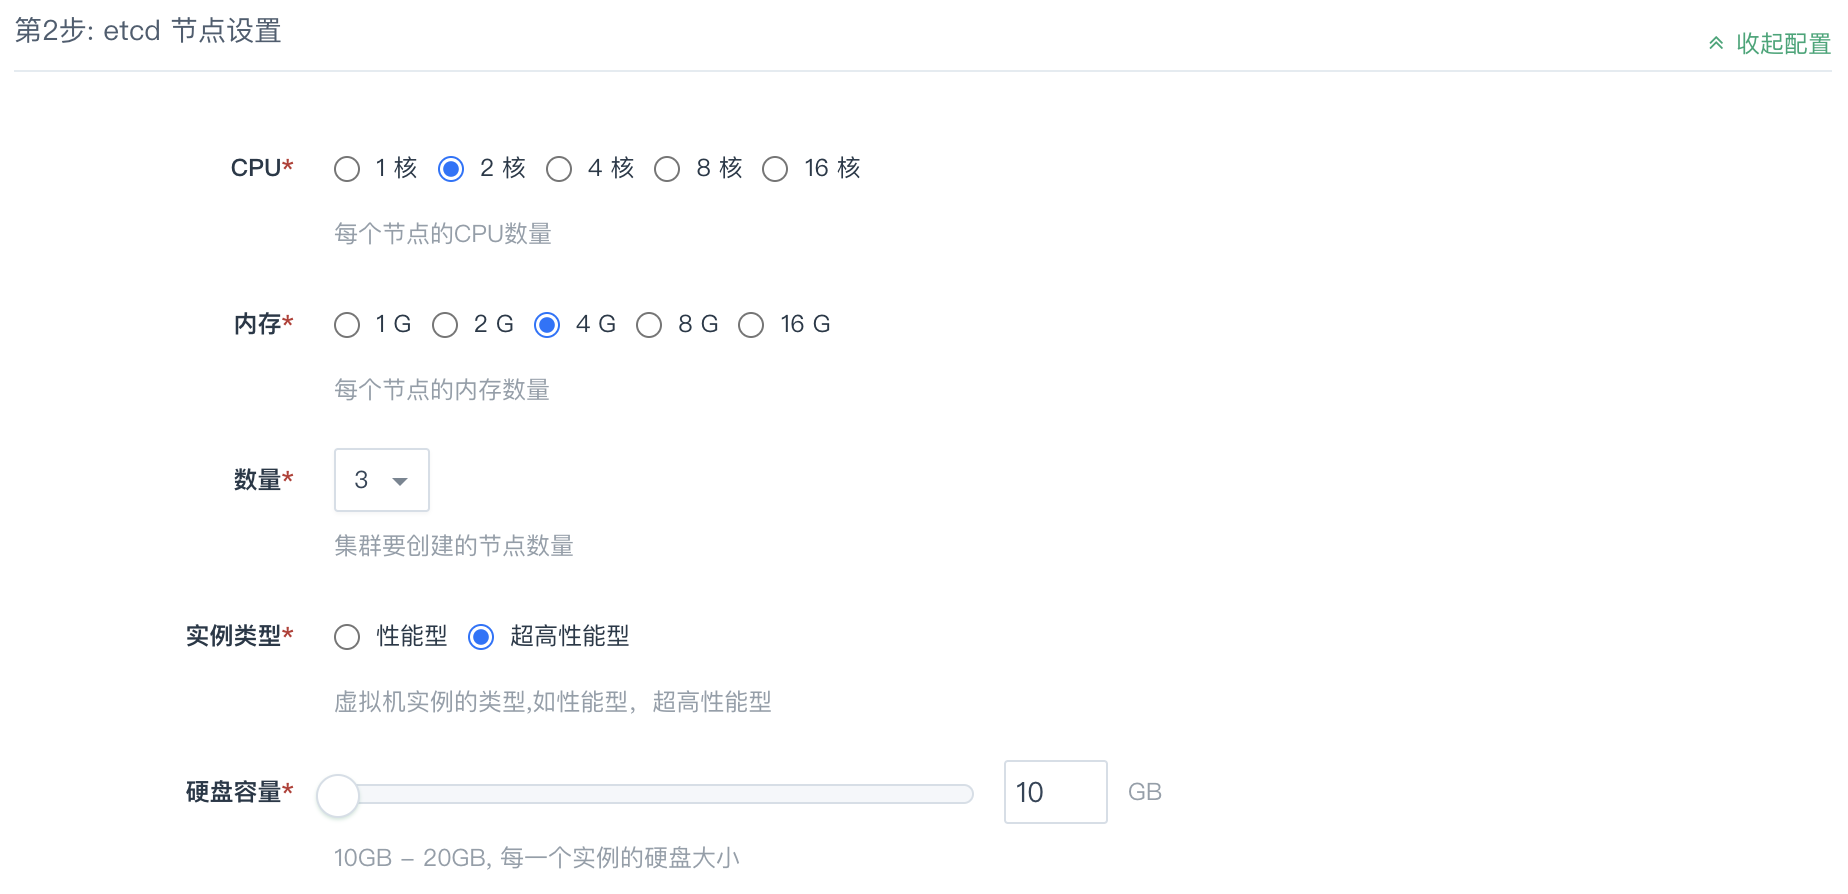 第2步: etcd 节点设置
收起配置
CPU* 1 核 2 核 4 核 8 核 16 核
每个节点的CPU数量
内存* 1 G 2 G 4 G 8 G 16 G
每个节点的内存数量
数量* 3
集群要创建的节点数量
实例类型* 性能型 超高性能型
虚拟机实例的类型,如性能型，超高性能型
硬盘容量* 10 GB
10GB – 20GB, 每一个实例的硬盘大小